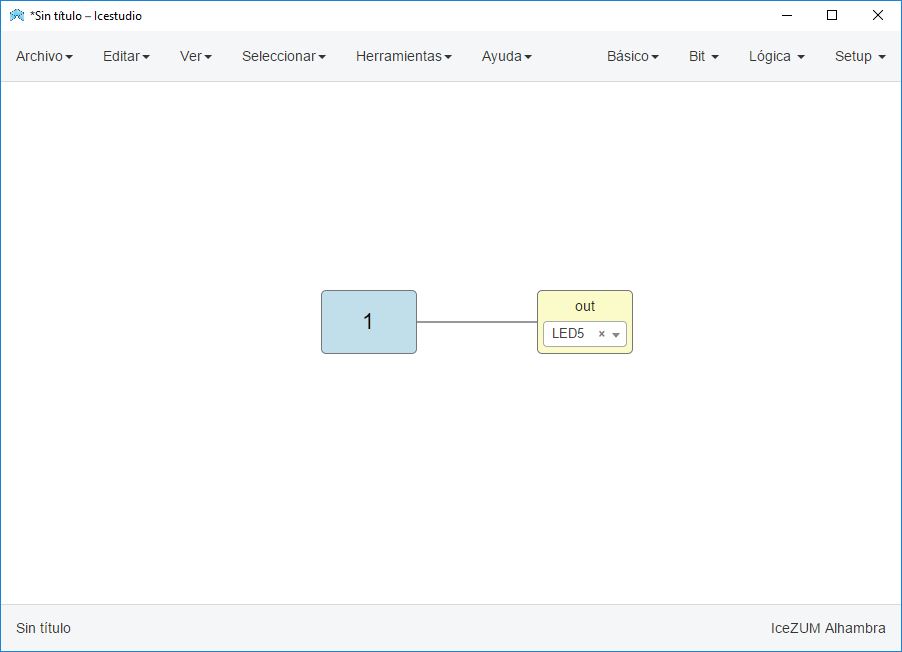 *Sin título – Icestudio
Archivo Editar Ver Seleccionar Herramientas Ayuda Básico Bit Lógica Setup
1
out
LED5 ×
Sin título IceZUM Alhambra